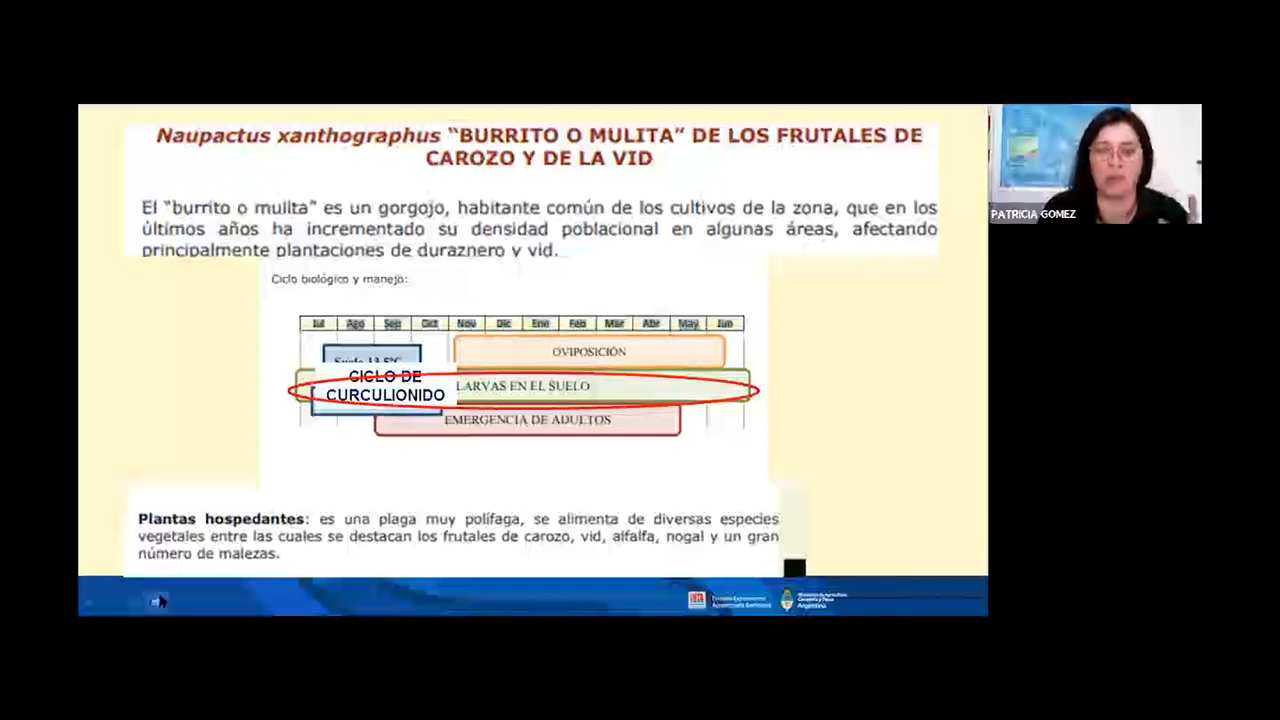 Naupactus xanthographus “BURRITO O MULITA” DE LOS FRUTALES DE
CAROZO Y DE LA VID
PATRICIA GOMEZ
El “burrito o mulita” es un gorgojo, habitante común de los cultivos de la zona, que en los
últimos años ha incrementado su densidad poblacional en algunas áreas, afectando
principalmente plantaciones de duraznero y vid.
Ciclo biológico y manejo:
Jul Ago Sep Oct Nov Dic Ene Feb Mar Abr May Jun
OVIPOSICIÓN
Suelo 13,5°C
CICLO DE
CURCULIONIDO
LARVAS EN EL SUELO
EMERGENCIA DE ADULTOS
Plantas hospedantes: es una plaga muy polífaga, se alimenta de diversas especies
vegetales entre las cuales se destacan los frutales de carozo, vid, alfalfa, nogal y un gran
número de malezas.
INTA
Argentina